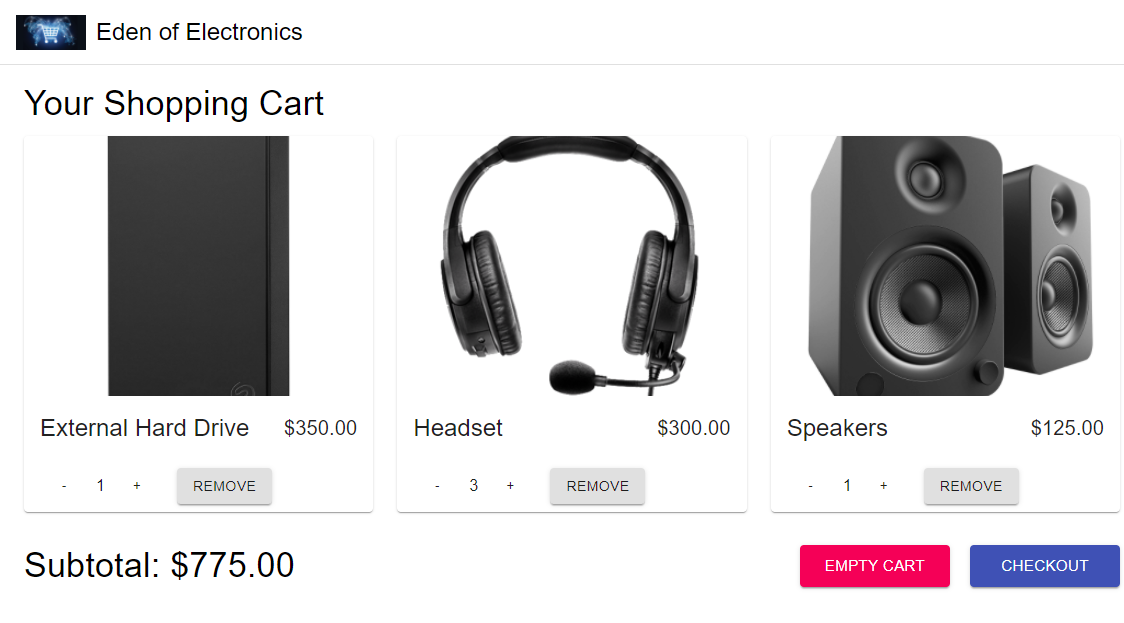 Eden of Electronics
Your Shopping Cart
External Hard Drive $350.00
- 1 + REMOVE
Headset $300.00
- 3 + REMOVE
Speakers $125.00
- 1 + REMOVE
Subtotal: $775.00
EMPTY CART CHECKOUT